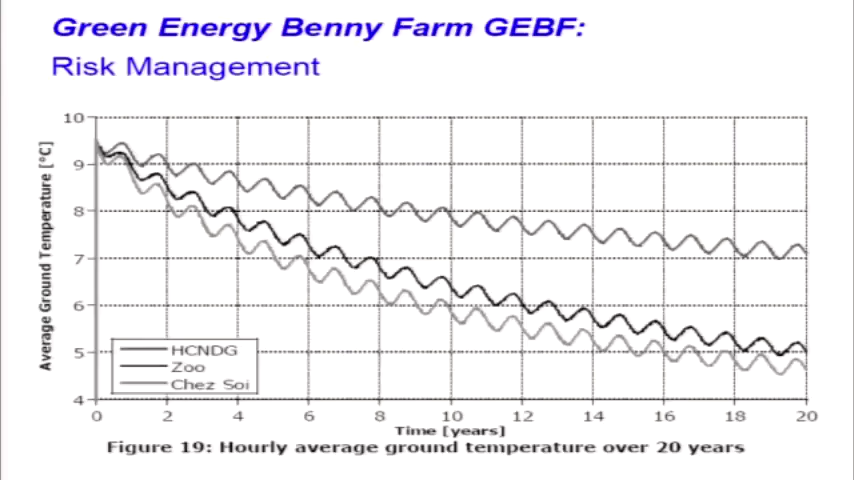 Green Energy Benny Farm GEBF:
Risk Management
Average Ground Temperature [°C]
10
9
8
7
6
5
4
HCNDG
Zoo
Chez Soi
0 2 4 6 8 10 12 14 16 18 20
Time [years]
Figure 19: Hourly average ground temperature over 20 years